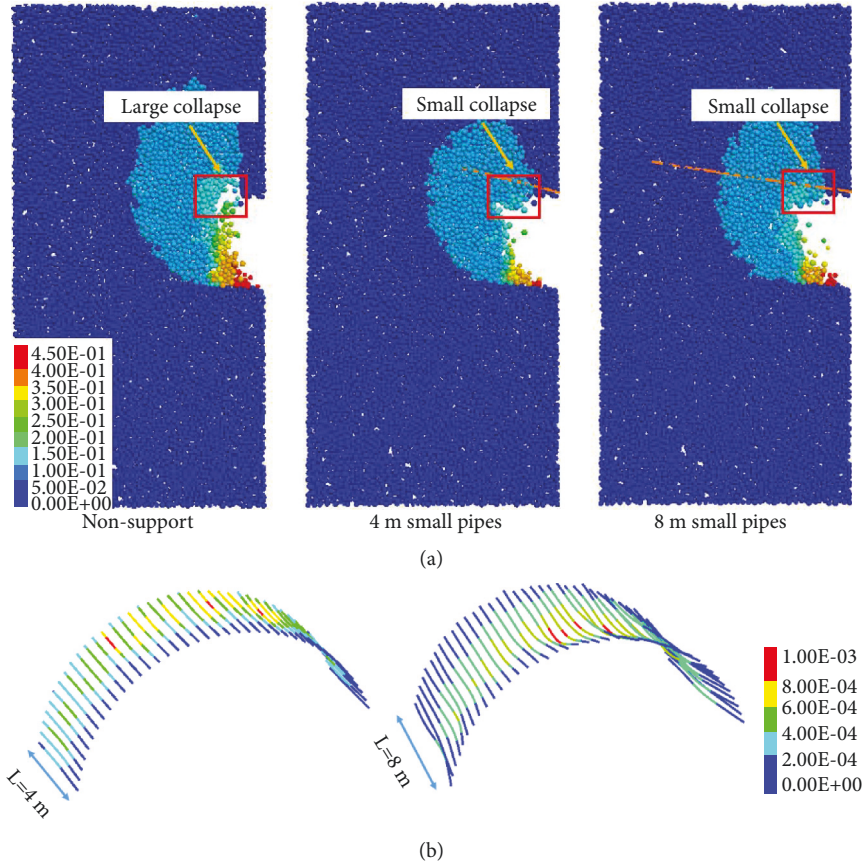 Large collapse
Small collapse
Small collapse
4.50E-01
4.00E-01
3.50E-01
3.00E-01
2.50E-01
2.00E-01
1.50E-01
1.00E-01
5.00E-02
0.00E+00
Non-support
4 m small pipes
8 m small pipes
(a)
L=4 m
L=8 m
1.00E-03
8.00E-04
6.00E-04
4.00E-04
2.00E-04
0.00E+00
(b)